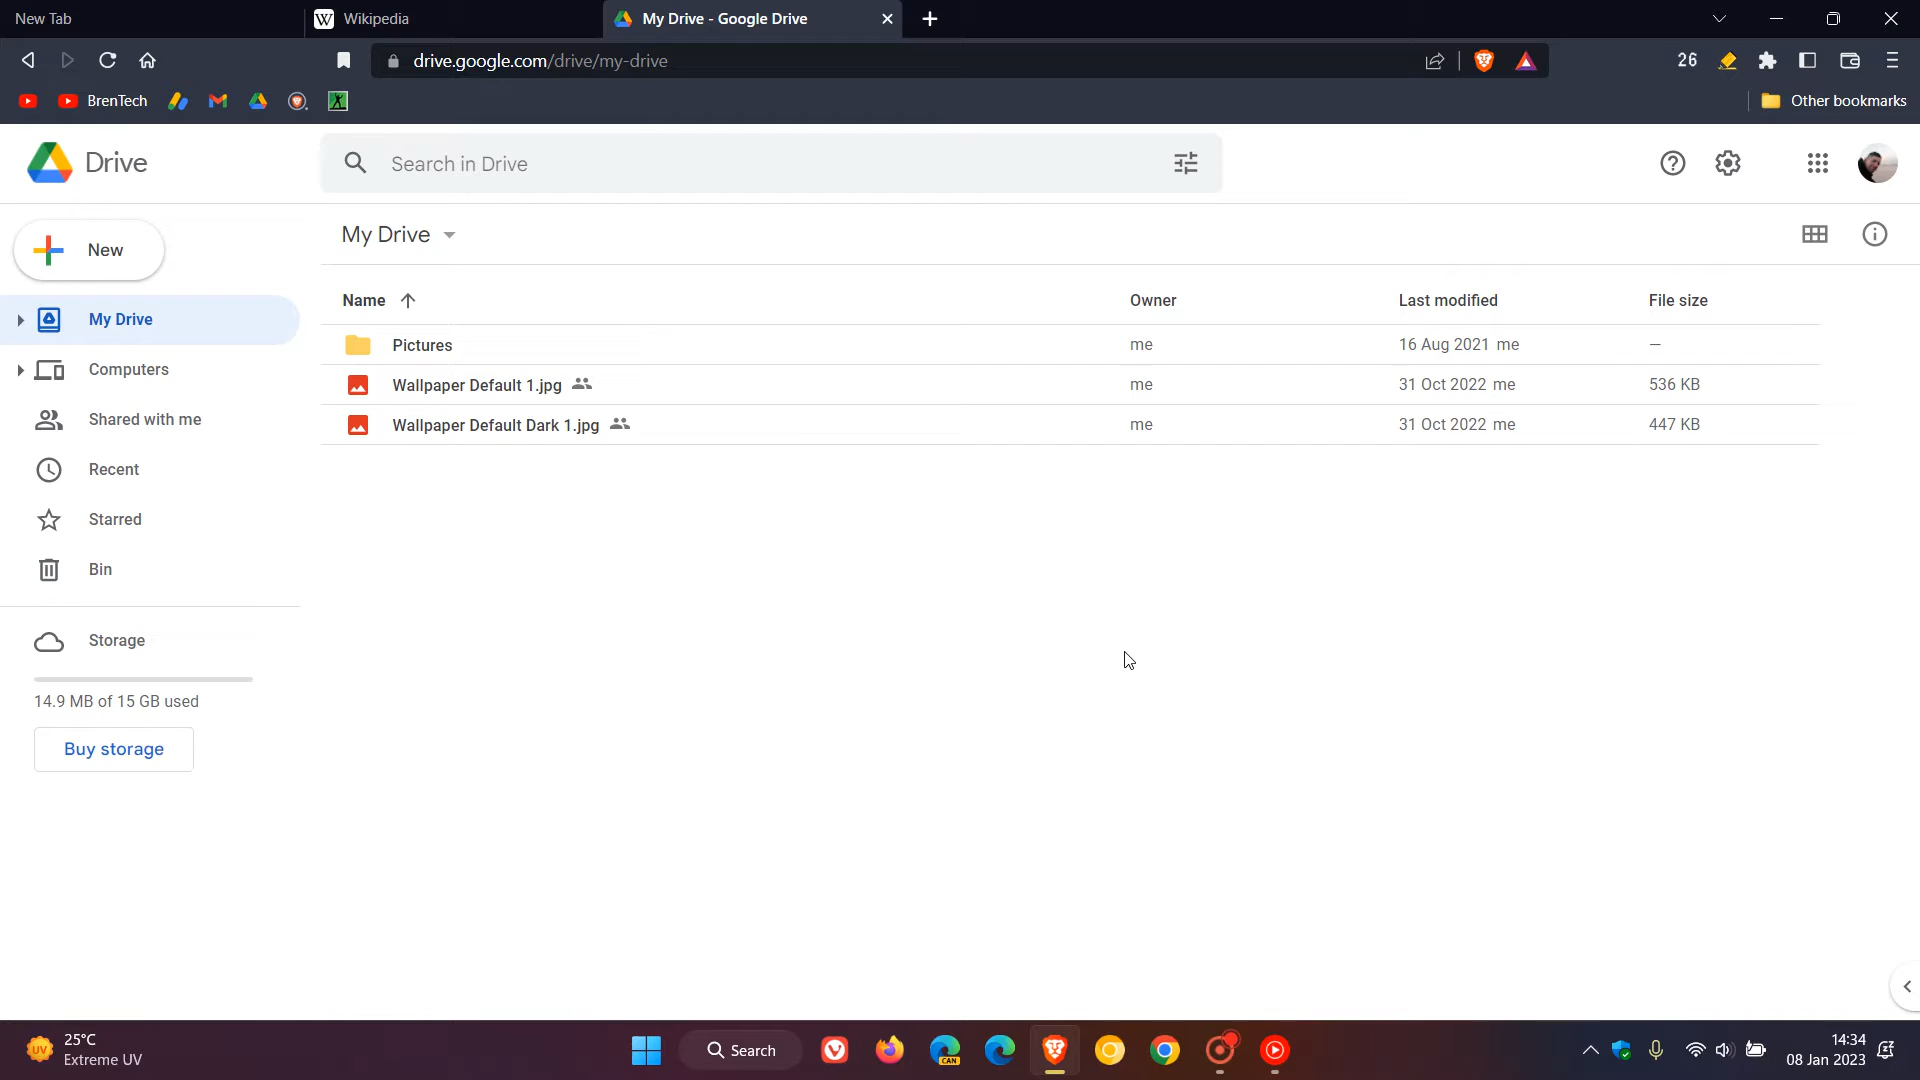 New Tab
W Wikipedia
My Drive - Google Drive
drive.google.com/drive/my-drive
26
BrenTech
Other bookmarks
Drive
Search in Drive
New
My Drive
Name
Owner
Last modified
File size
My Drive
Pictures
me
16 Aug 2021 me
—
Computers
Wallpaper Default 1.jpg
me
31 Oct 2022 me
536 KB
Shared with me
Wallpaper Default Dark 1.jpg
me
31 Oct 2022 me
447 KB
Recent
Starred
Bin
Storage
14.9 MB of 15 GB used
Buy storage
UV
25°C
Extreme UV
Search
CAN
14:34
08 Jan 2023